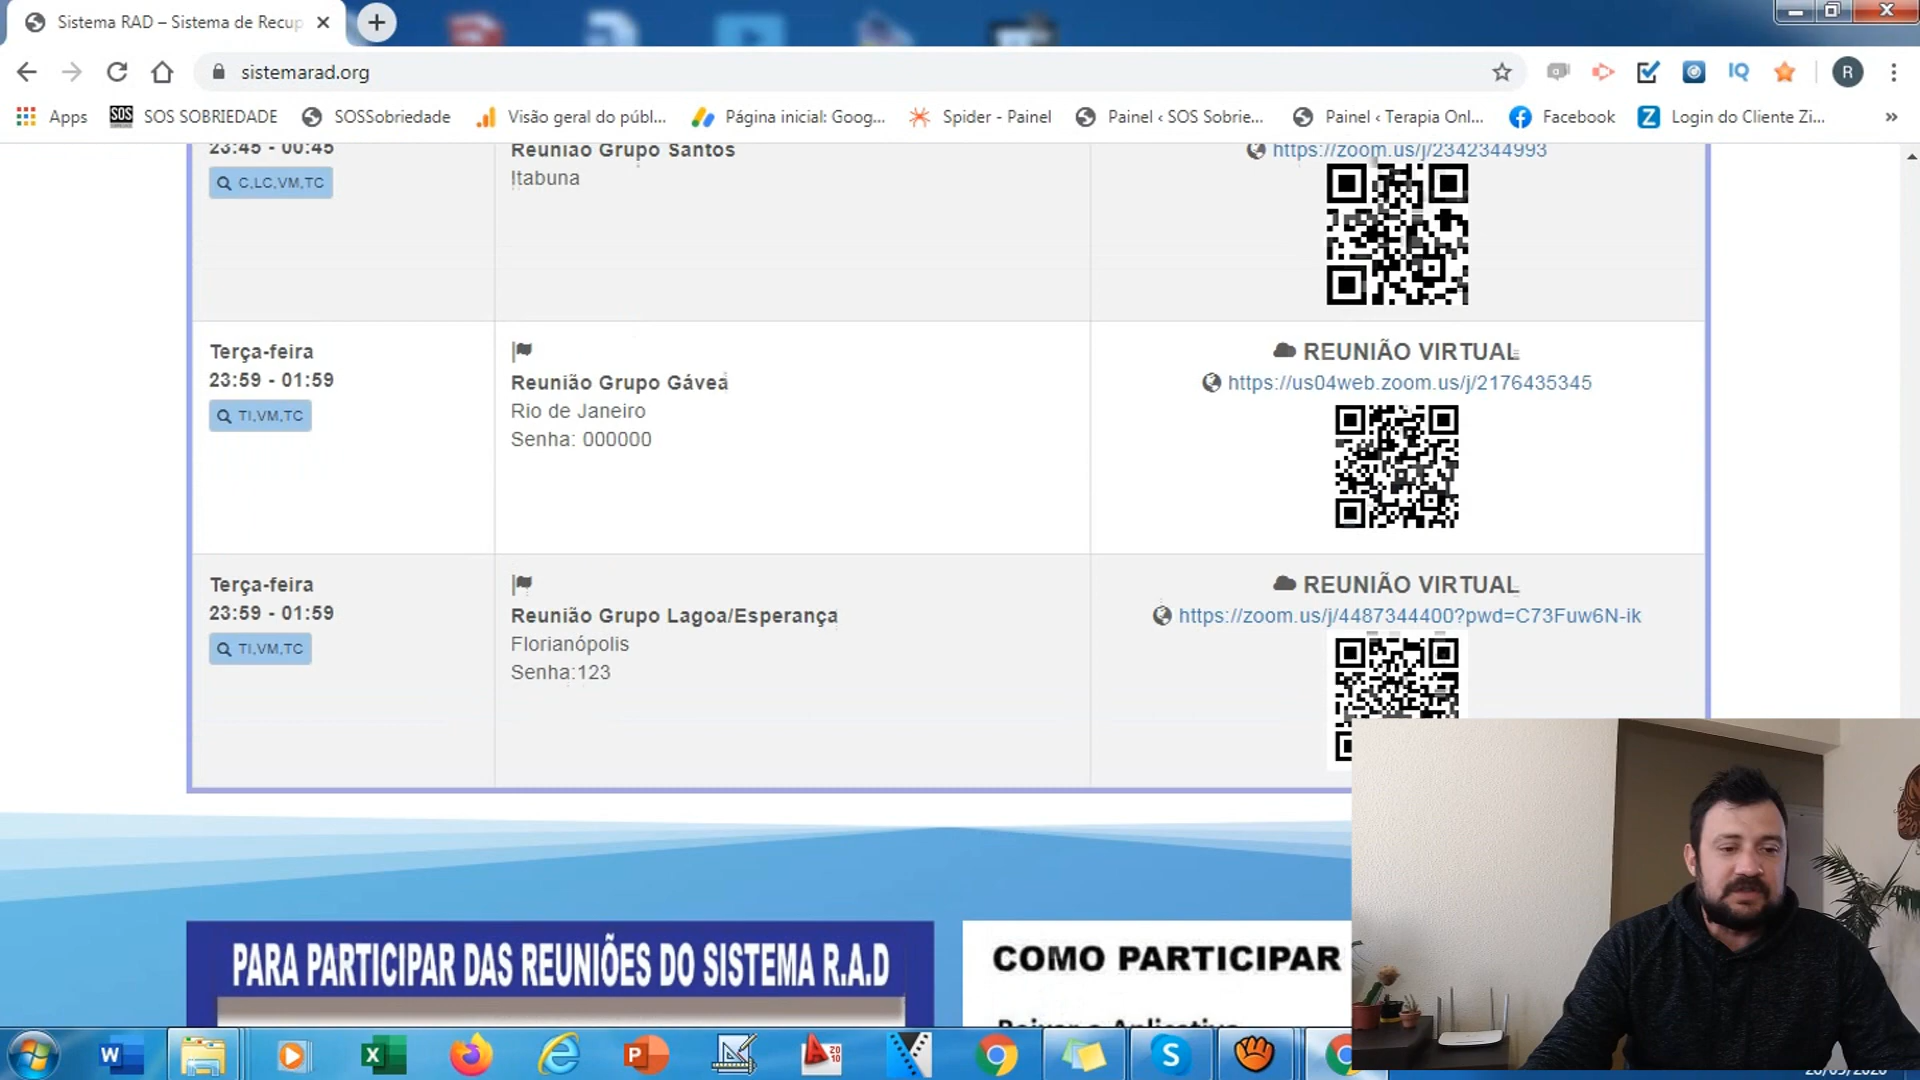 Sistema RAD – Sistema de Recup
sistemarad.org
IQ
R
Apps
SOS SOBRIEDADE
SOSSobriedade
Visão geral do públ...
Página inicial: Goog...
Spider - Painel
Painel ‹ SOS Sobrie...
Painel ‹ Terapia Onl...
Facebook
Login do Cliente Zi...
23:45 - 00:45
C,LC,VM,TC
Reunião Grupo Santos
Itabuna
https://zoom.us/j/2342344993
Terça-feira
23:59 - 01:59
TI,VM,TC
Reunião Grupo Gávea
Rio de Janeiro
Senha: 000000
REUNIÃO VIRTUAL
https://us04web.zoom.us/j/2176435345
Terça-feira
23:59 - 01:59
TI,VM,TC
Reunião Grupo Lagoa/Esperança
Florianópolis
Senha:123
REUNIÃO VIRTUAL
https://zoom.us/j/4487344400?pwd=C73Fuw6N-ik
PARA PARTICIPAR DAS REUNIÕES DO SISTEMA R.A.D
COMO PARTICIPAR
Baixar o Aplicativo